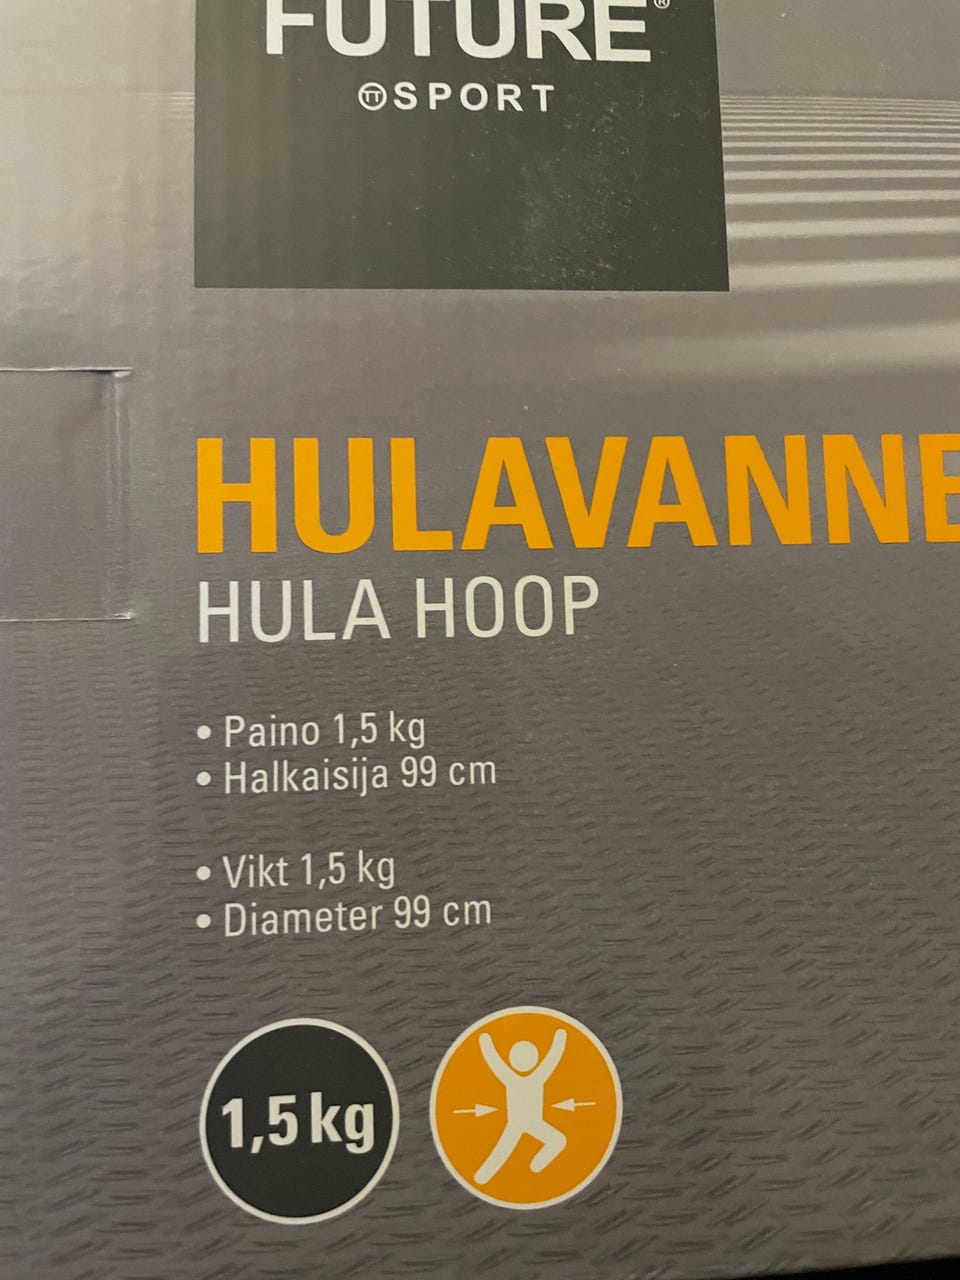 FUTURE®
SPORT
HULAVANNE
HULA HOOP
• Paino 1,5 kg
• Halkaisija 99 cm
• Vikt 1,5 kg
• Diameter 99 cm
1,5 kg